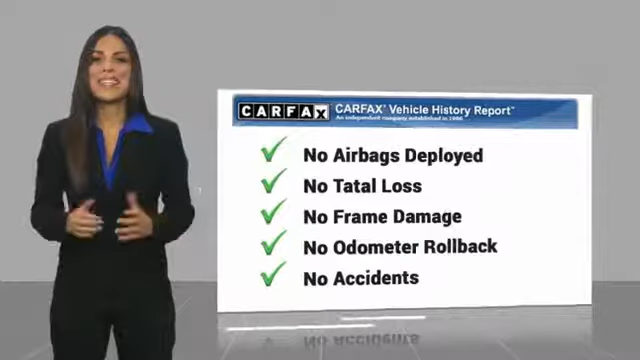 CARFAX CARFAX® Vehicle History Report™
An independent company established in 1986
No Airbags Deployed
No Tatal Loss
No Frame Damage
No Odometer Rollback
No Accidents